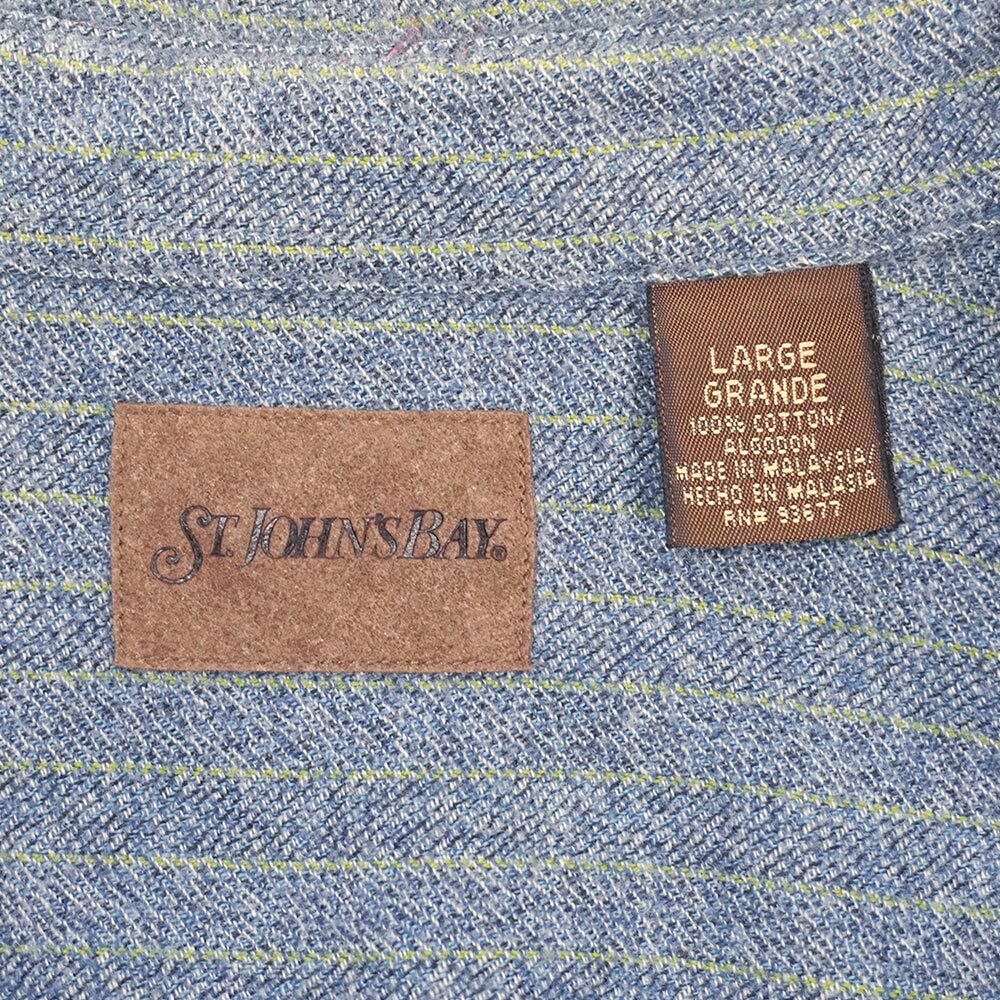 ST. JOHN'S BAY®
LARGE
GRANDE
100% COTTON/
ALGODON
MADE IN MALAYSIA
HECHO EN MALASIA
RN# 93677